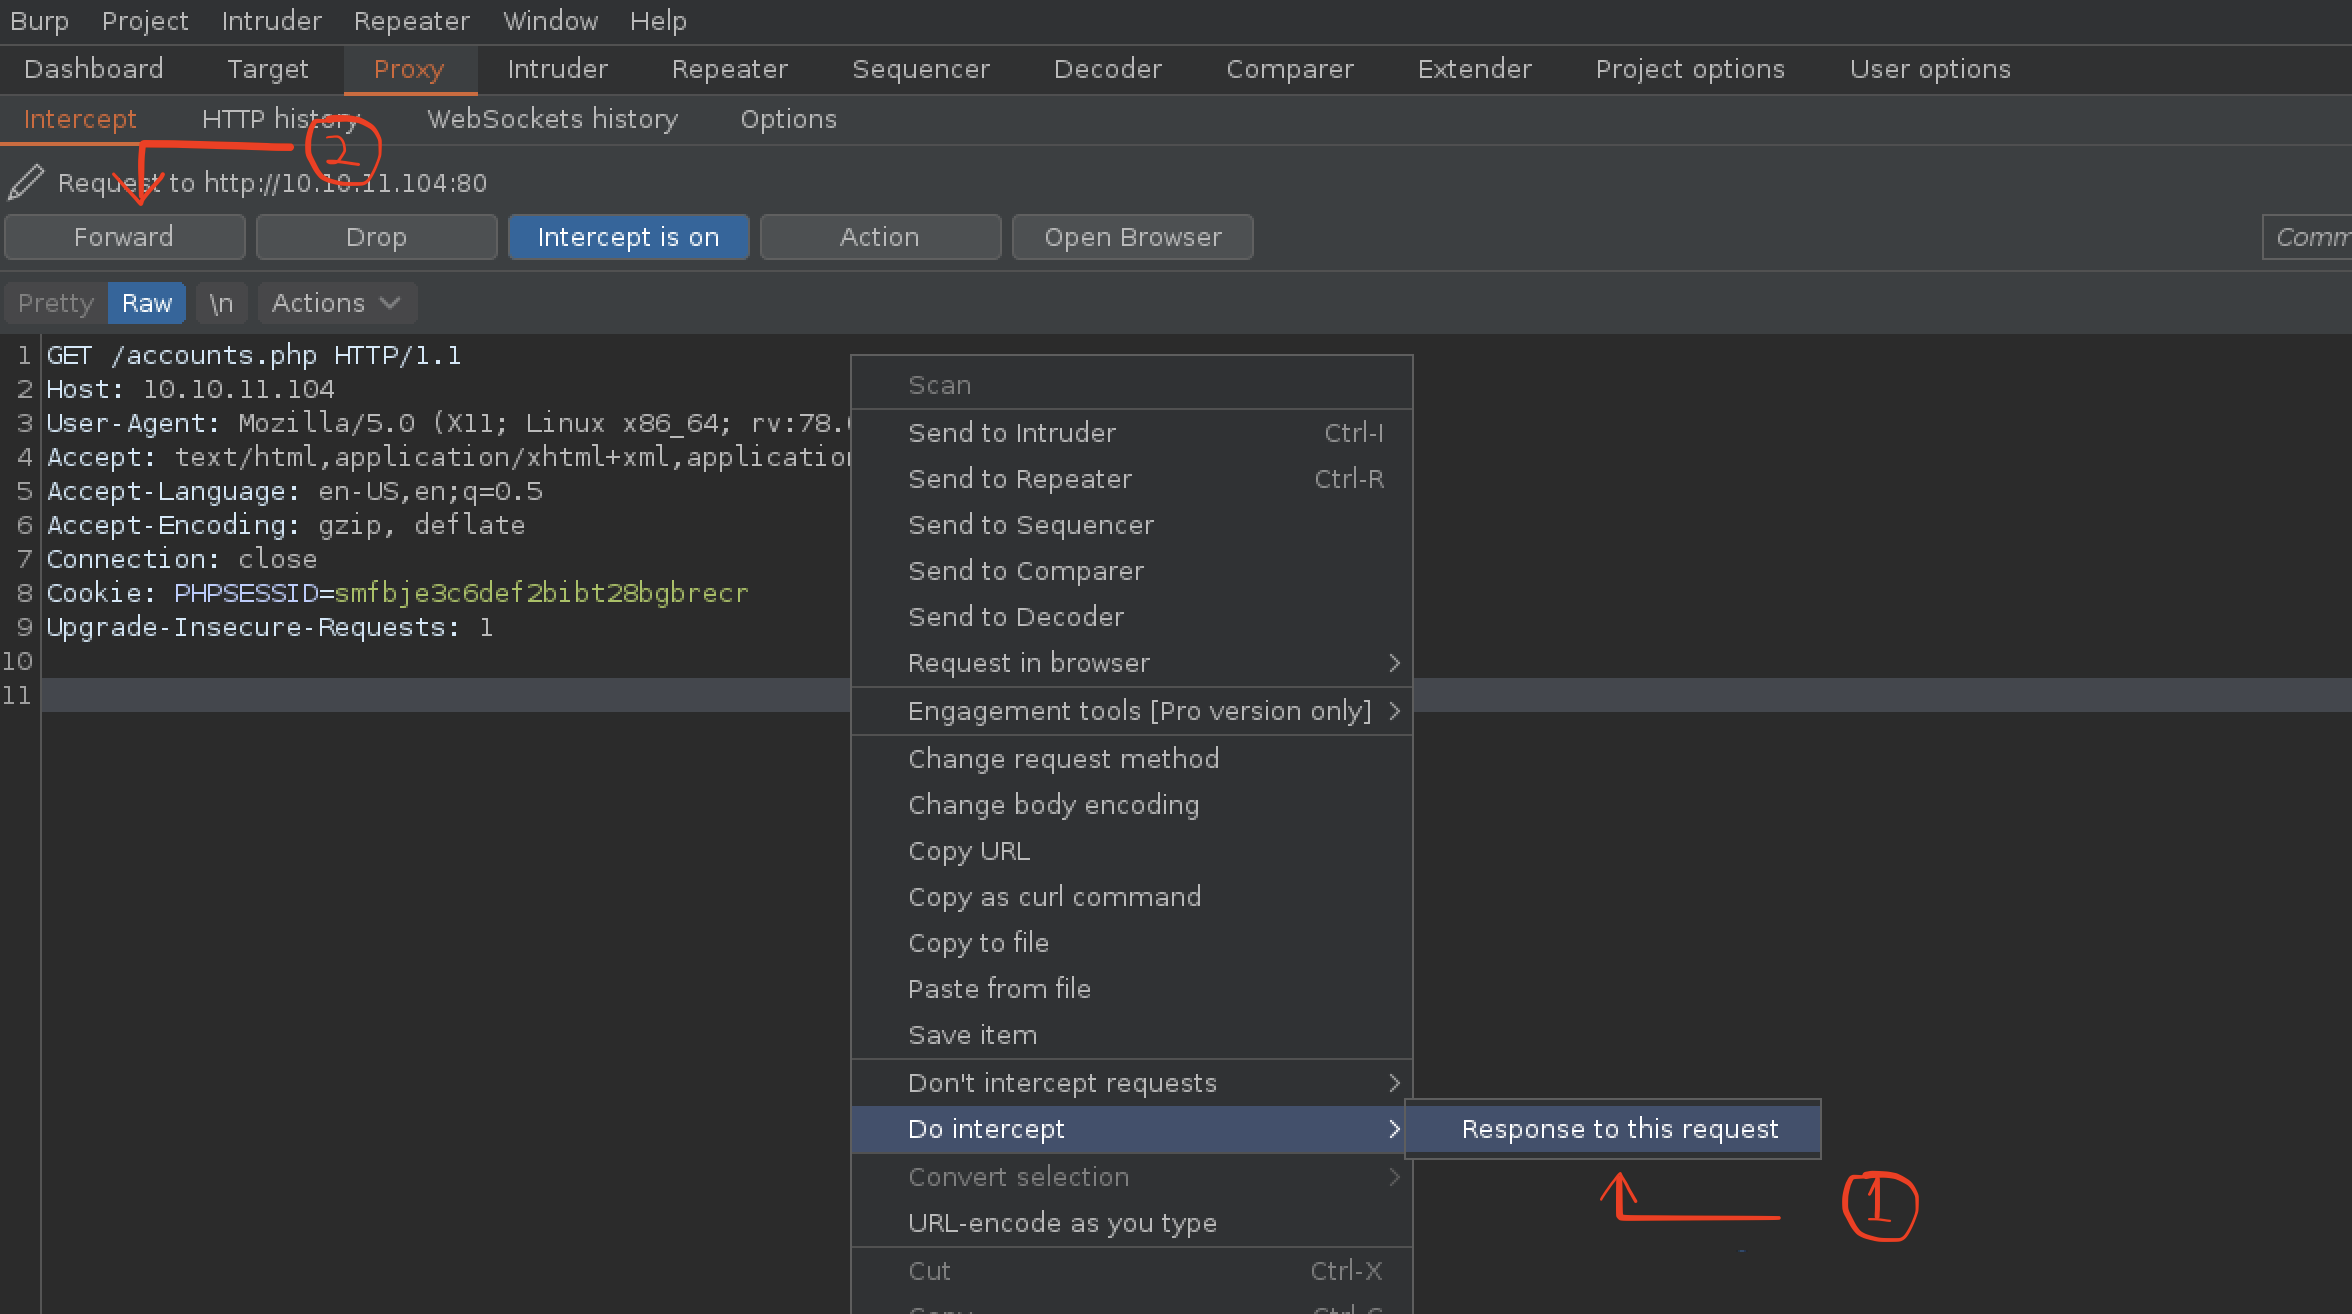 Burp Project Intruder Repeater Window Help
Dashboard Target Proxy Intruder Repeater Sequencer Decoder Comparer Extender Project options User options
Intercept HTTP history WebSockets history Options
2
Request to http://10.10.11.104:80
Forward Drop Intercept is on Action Open Browser Comm
Pretty Raw \n Actions
1 GET /accounts.php HTTP/1.1
2 Host: 10.10.11.104
3 User-Agent: Mozilla/5.0 (X11; Linux x86_64; rv:78.
4 Accept: text/html,application/xhtml+xml,application
5 Accept-Language: en-US,en;q=0.5
6 Accept-Encoding: gzip, deflate
7 Connection: close
8 Cookie: PHPSESSID=smfbje3c6def2bibt28bgbrecr
9 Upgrade-Insecure-Requests: 1
10
11
Scan
Send to Intruder Ctrl-I
Send to Repeater Ctrl-R
Send to Sequencer
Send to Comparer
Send to Decoder
Request in browser
Engagement tools [Pro version only]
Change request method
Change body encoding
Copy URL
Copy as curl command
Copy to file
Paste from file
Save item
Don't intercept requests
Do intercept
Response to this request
1
Convert selection
URL-encode as you type
Cut Ctrl-X